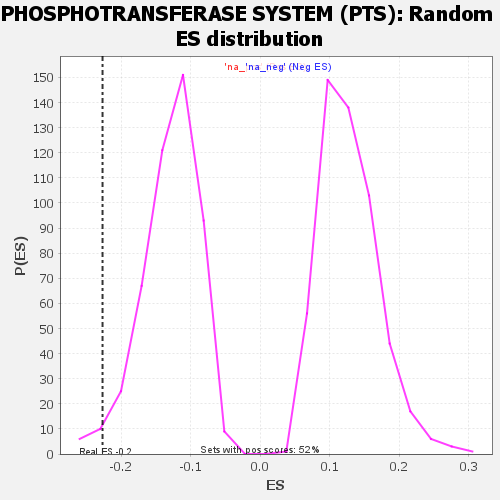 PHOSPHOTRANSFERASE SYSTEM (PTS): Random
ES distribution
'na_'na_neg' (Neg ES)
150
140
130
120
110
100
90
80
70
60
50
40
30
20
10
0
P(ES)
Real ES -0.2
Sets with pos scores: 52%
-0.2 -0.1 0.0 0.1 0.2 0.3
ES